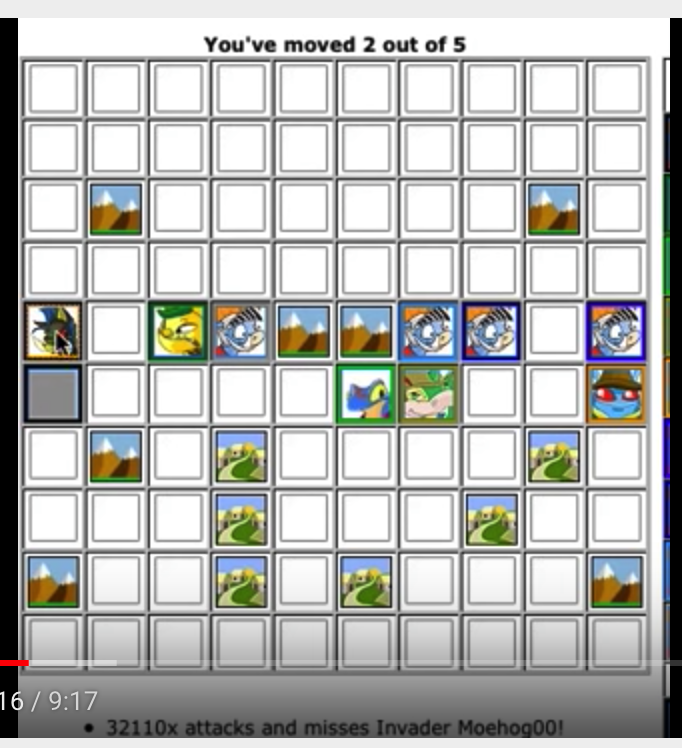 You've moved 2 out of 5
16 / 9:17
• 32110x attacks and misses Invader Moehog00!